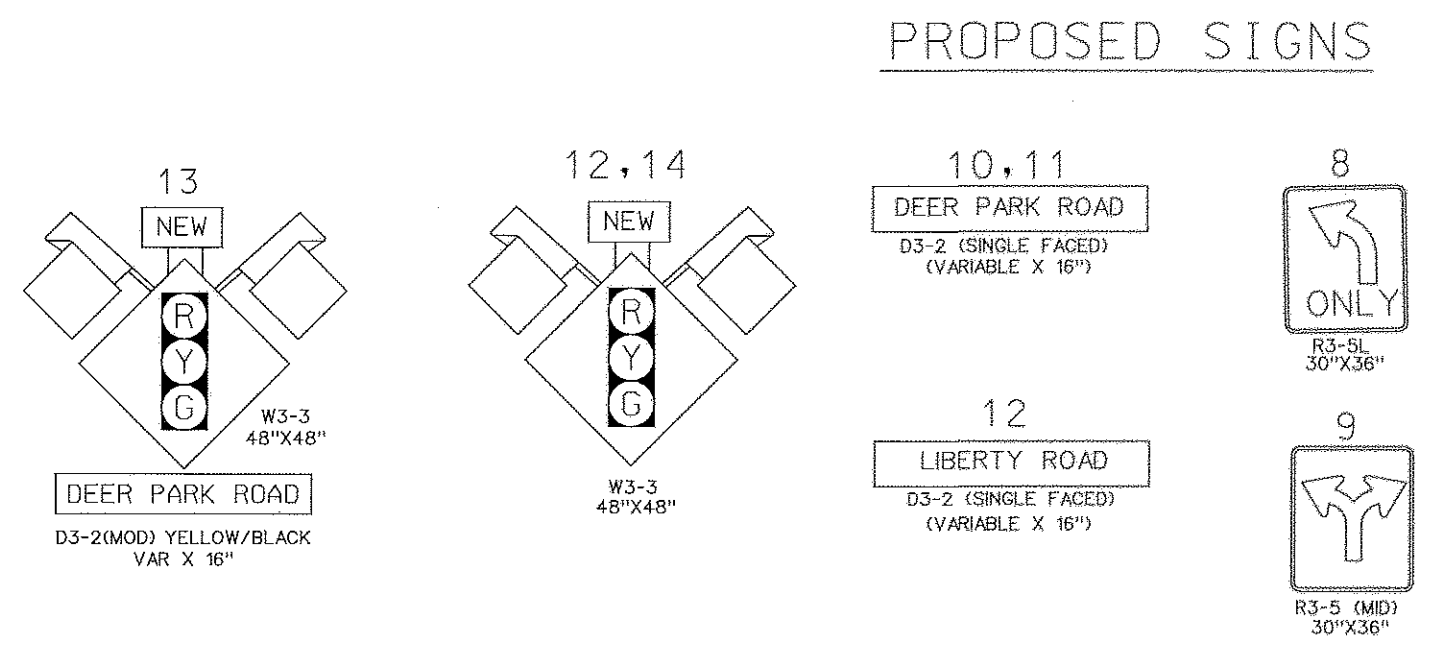 PROPOSED SIGNS
13
NEW
R
Y
G
W3-3
48"X48"
DEER PARK ROAD
D3-2(MOD) YELLOW/BLACK
VAR X 16"
12,14
NEW
R
Y
G
W3-3
48"X48"
10,11
DEER PARK ROAD
D3-2 (SINGLE FACED)
(VARIABLE X 16")
12
LIBERTY ROAD
D3-2 (SINGLE FACED)
(VARIABLE X 16")
8
ONLY
R3-5L
30"X36"
9
R3-5 (MID)
30"X36"